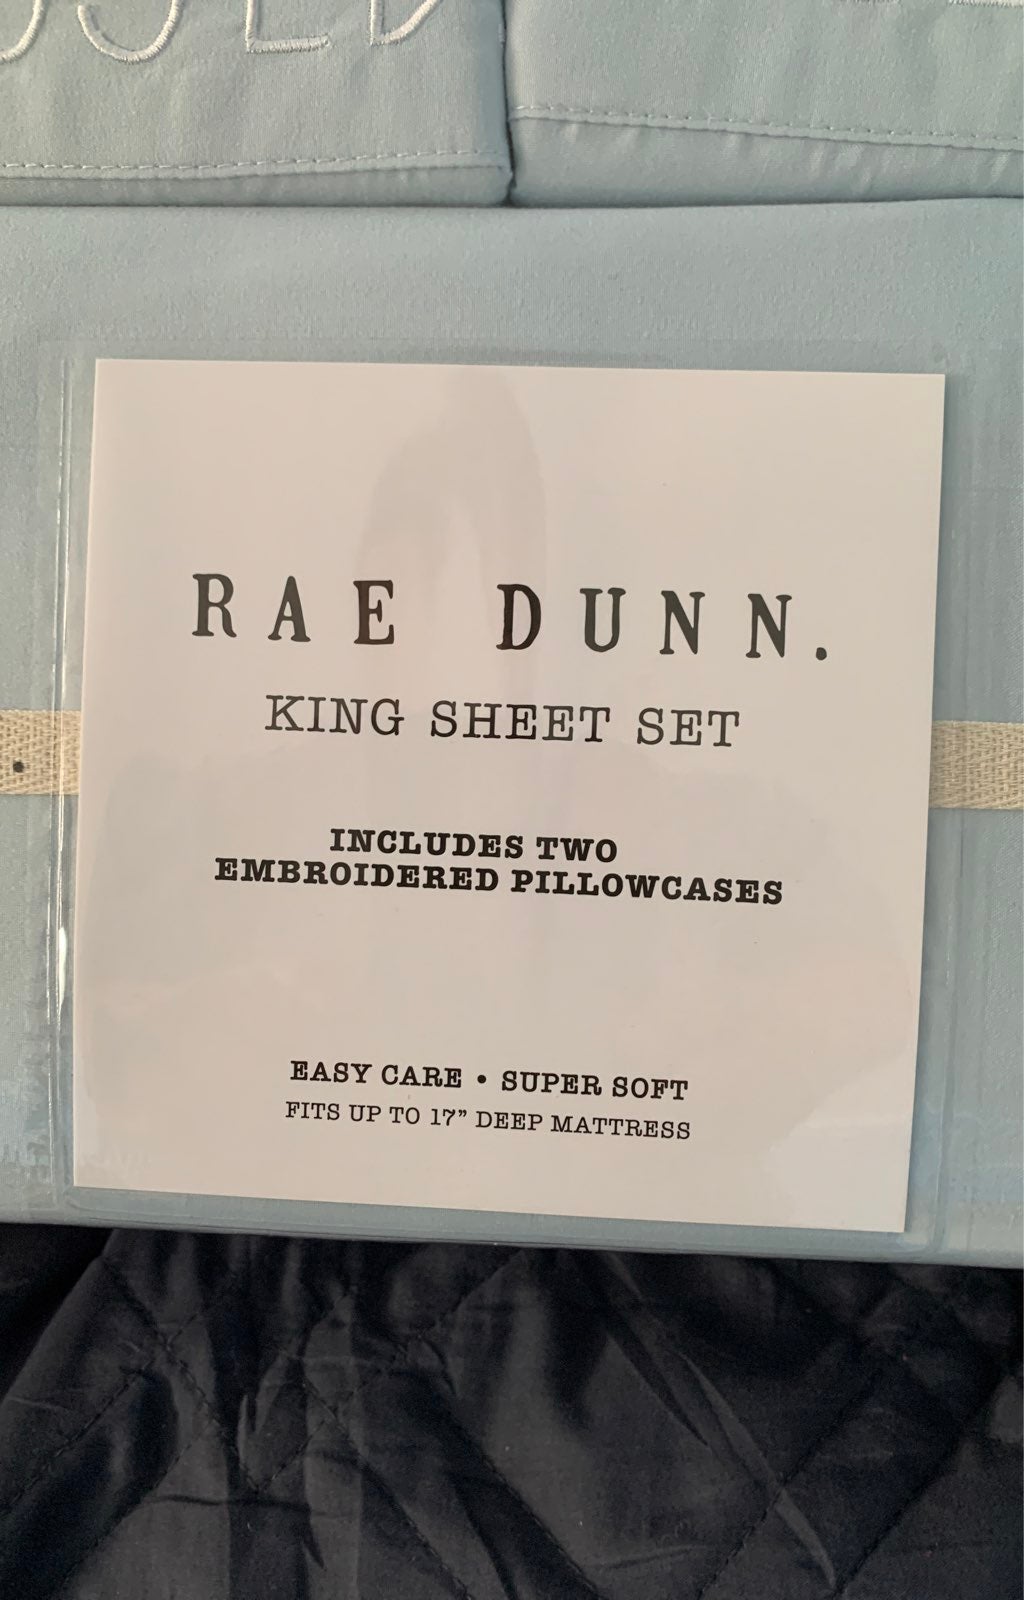 RAE DUNN.
KING SHEET SET
INCLUDES TWO
EMBROIDERED PILLOWCASES
EASY CARE • SUPER SOFT
FITS UP TO 17” DEEP MATTRESS